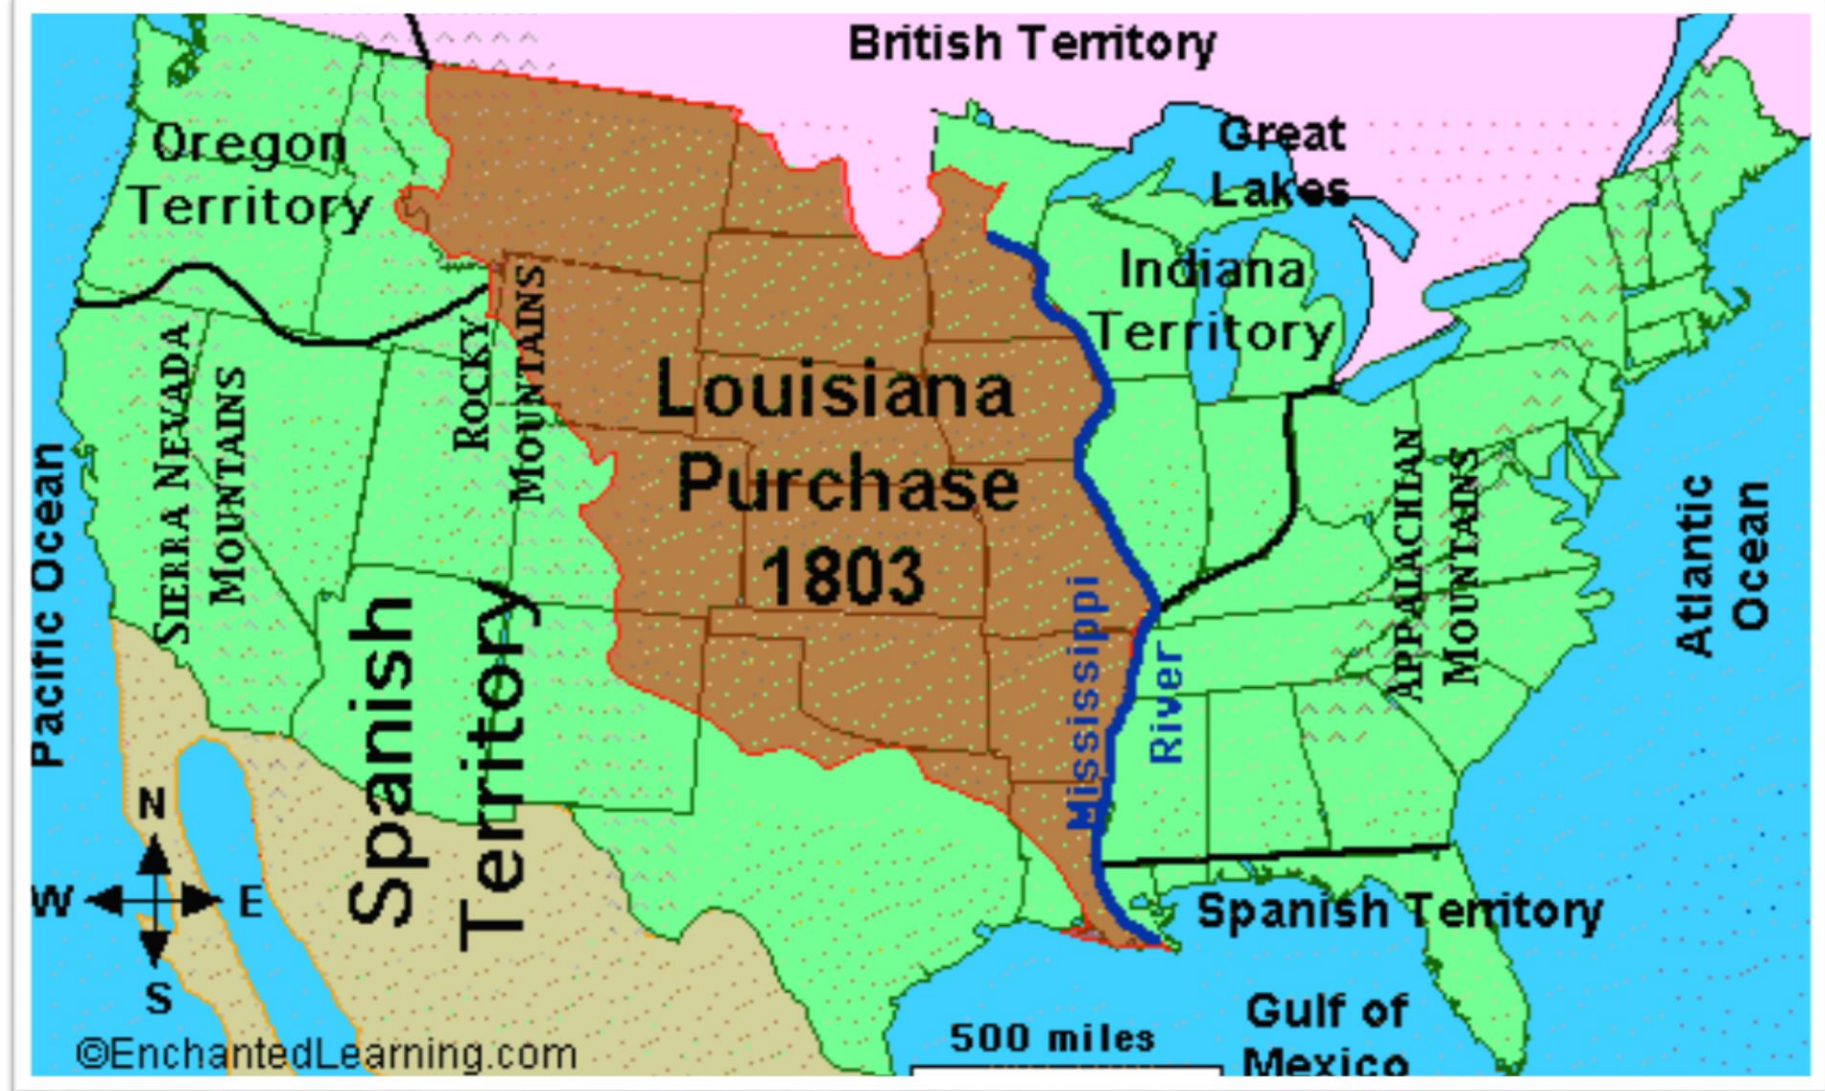 British Territory
Great
Lakes
Oregon
Territory
Indiana
Territory
ROCKY
MOUNTAINS
SIERRA NEVADA
MOUNTAINS
Louisiana
Purchase
1803
APPALACHIAN
MOUNTAINS
Pacific Ocean
Atlantic
Ocean
Spanish
Territory
Mississippi
River
N
W
E
S
Spanish Territory
Gulf of
Mexico
500 miles
©EnchantedLearning.com